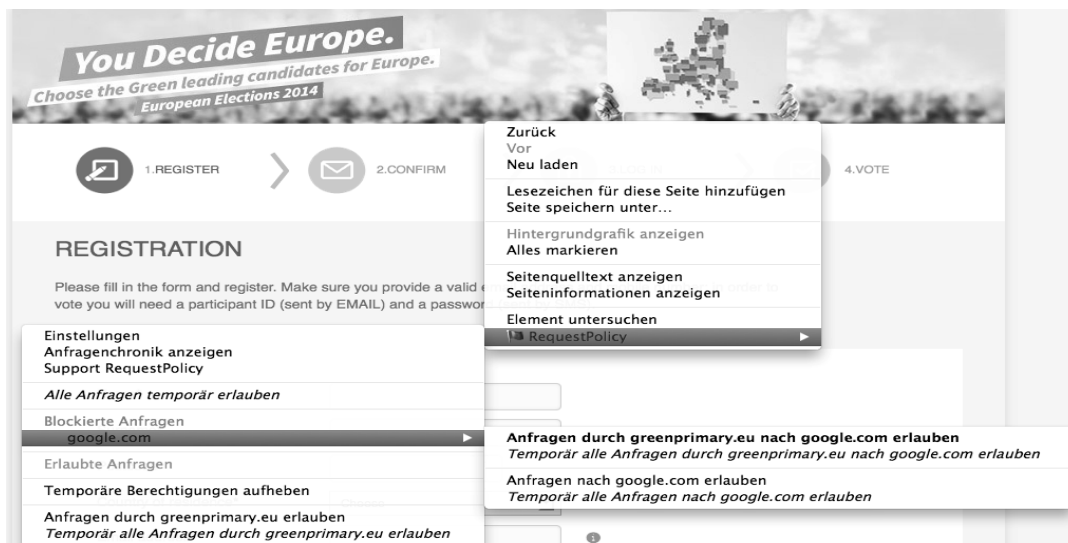 You Decide Europe.
Choose the Green leading candidates for Europe.
European Elections 2014
1.REGISTER
2.CONFIRM
4.VOTE
REGISTRATION
Please fill in the form and register. Make sure you provide a valid
vote you will need a participant ID (sent by EMAIL) and a password
Zurück
Vor
Neu laden
Lesezeichen für diese Seite hinzufügen
Seite speichern unter...
Hintergrundgrafik anzeigen
Alles markieren
Seitenquelltext anzeigen
Seiteninformationen anzeigen
Element untersuchen
RequestPolicy
Einstellungen
Anfragenchronik anzeigen
Support RequestPolicy
Alle Anfragen temporär erlauben
Blockierte Anfragen
google.com
Erlaubte Anfragen
Temporäre Berechtigungen aufheben
Anfragen durch greenprimary.eu erlauben
Temporär alle Anfragen durch greenprimary.eu erlauben
Anfragen durch greenprimary.eu nach google.com erlauben
Temporär alle Anfragen durch greenprimary.eu nach google.com erlauben
Anfragen nach google.com erlauben
Temporär alle Anfragen nach google.com erlauben